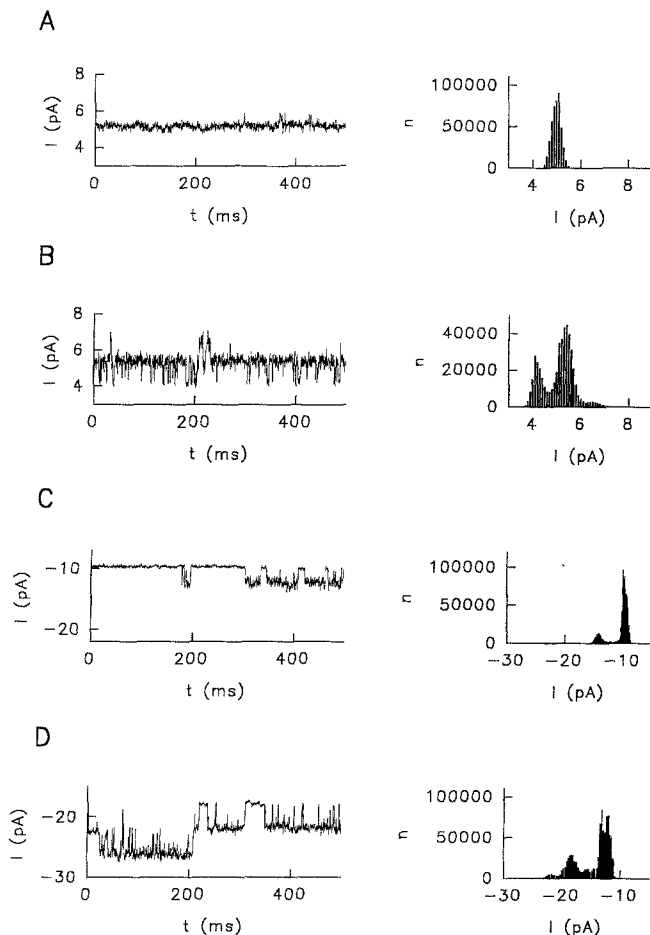 A
8
6
4
I (pA)
0 200 400
t (ms)
100000
50000
0
n
4 6 8
I (pA)
B
8
6
4
I (pA)
0 200 400
t (ms)
40000
20000
0
n
4 6 8
I (pA)
C
−10
−20
I (pA)
0 200 400
t (ms)
100000
50000
0
n
−30 −20 −10
I (pA)
D
−20
−30
I (pA)
0 200 400
t (ms)
100000
50000
0
n
−30 −20 −10
I (pA)